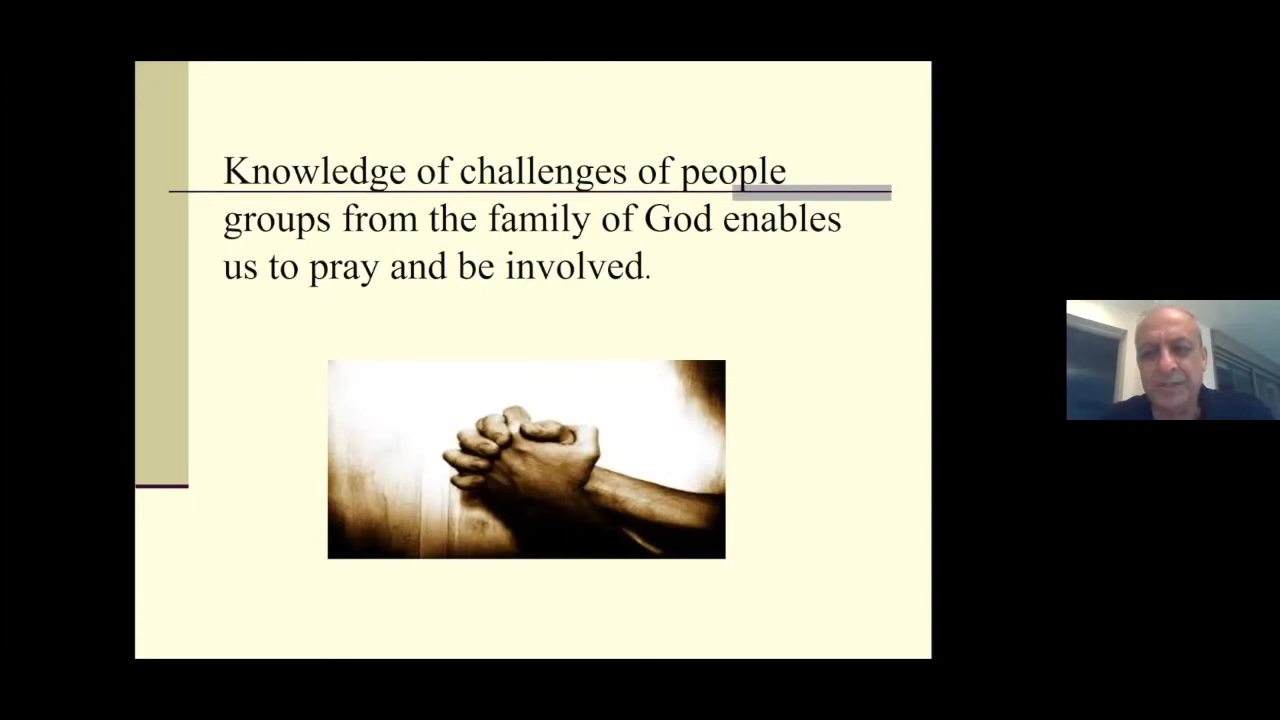 Knowledge of challenges of people
groups from the family of God enables
us to pray and be involved.